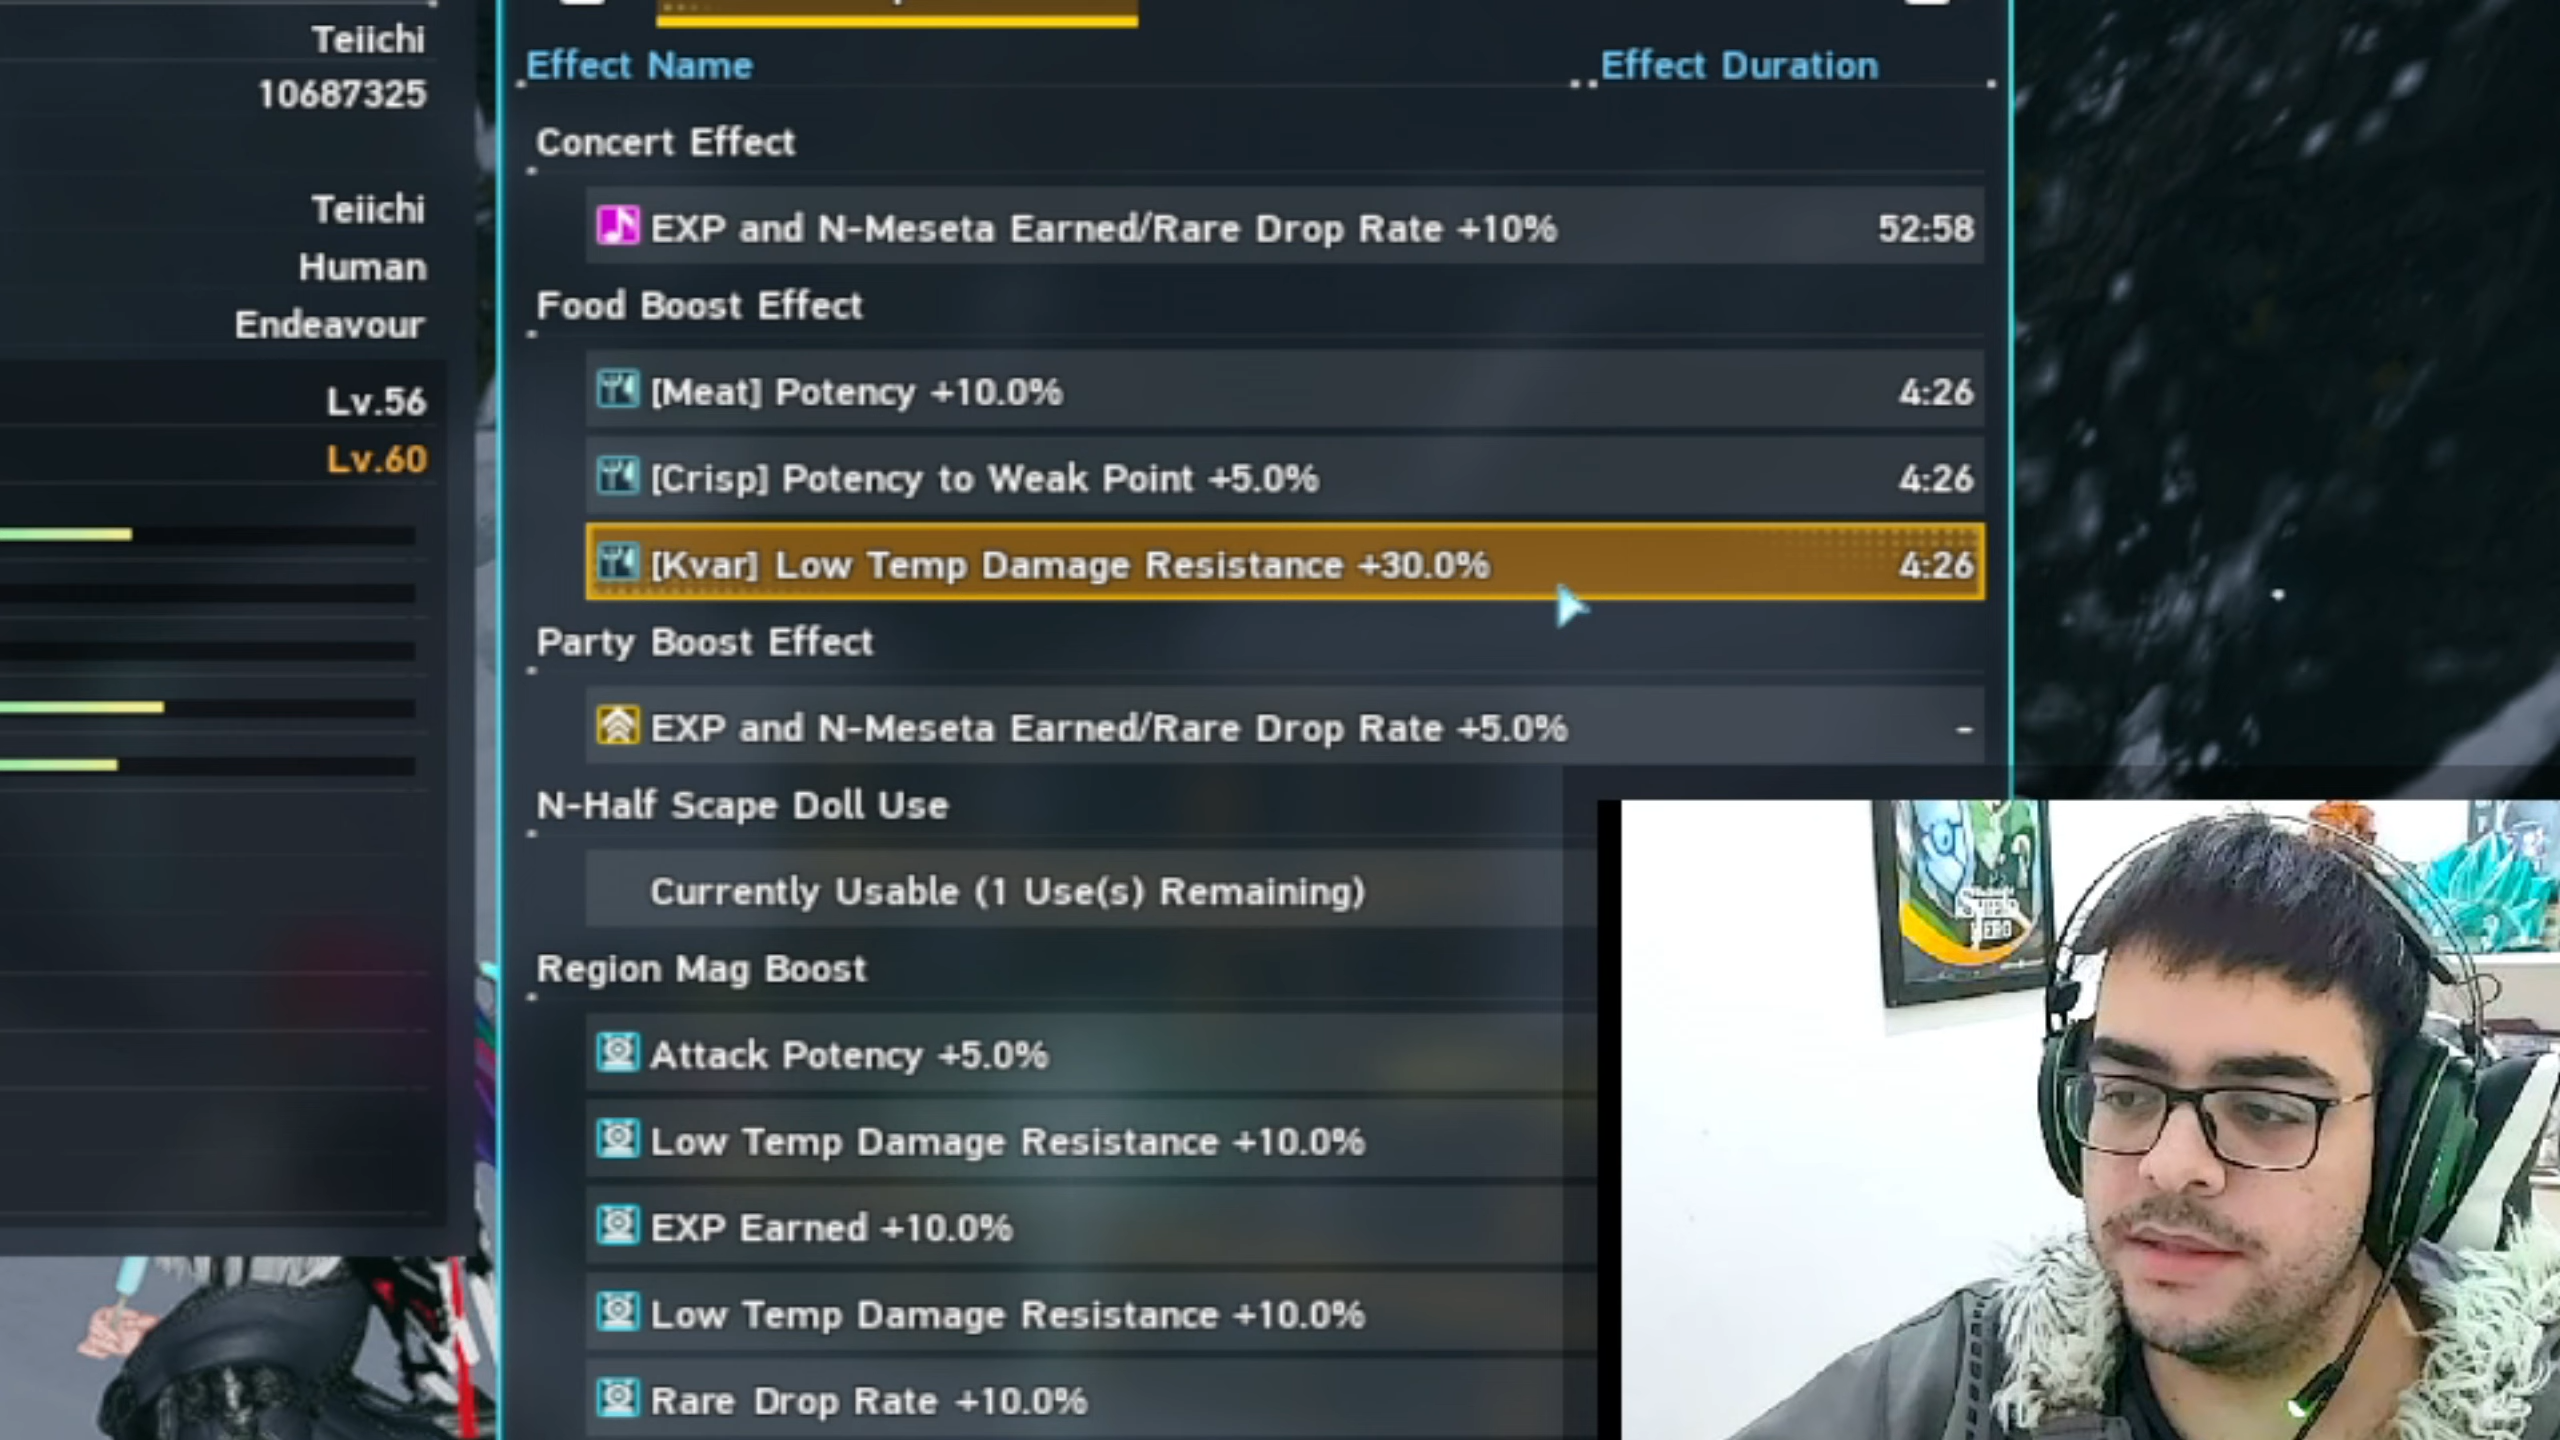 Teiichi
10687325
Teiichi
Human
Endeavour
Lv.56
Lv.60
Effect Name
Effect Duration
Concert Effect
EXP and N-Meseta Earned/Rare Drop Rate +10% 52:58
Food Boost Effect
[Meat] Potency +10.0% 4:26
[Crisp] Potency to Weak Point +5.0% 4:26
[Kvar] Low Temp Damage Resistance +30.0% 4:26
Party Boost Effect
EXP and N-Meseta Earned/Rare Drop Rate +5.0% -
N-Half Scape Doll Use
Currently Usable (1 Use(s) Remaining)
Region Mag Boost
Attack Potency +5.0%
Low Temp Damage Resistance +10.0%
EXP Earned +10.0%
Low Temp Damage Resistance +10.0%
Rare Drop Rate +10.0%
SHIELD
HERO